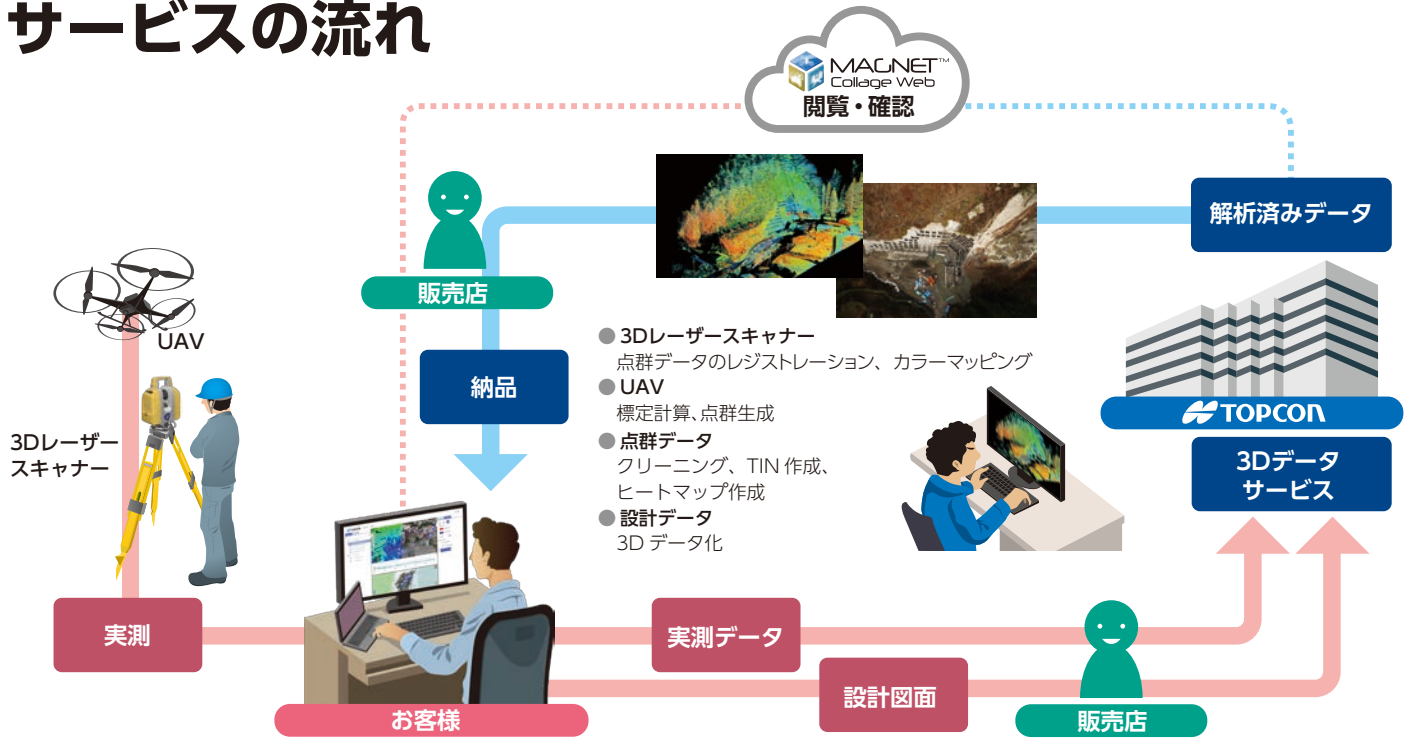 サービスの流れ
MAGNET™
Collage Web
閲覧・確認
解析済みデータ
販売店
UAV
納品
● 3Dレーザースキャナー
点群データのレジストレーション、カラーマッピング
● UAV
標定計算、点群生成
● 点群データ
クリーニング、TIN 作成、
ヒートマップ作成
● 設計データ
3D データ化
TOPCON
3Dデータ
サービス
3Dレーザー
スキャナー
実測
実測データ
設計図面
お客様
販売店